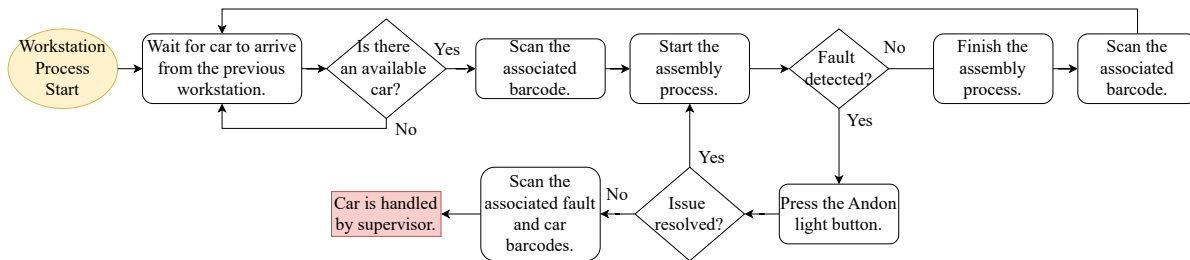 Workstation
Process
Start
Wait for car to arrive
from the previous
workstation.
Is there
an available
car?
Yes
No
Scan the
associated
barcode.
Start the
assembly
process.
Fault
detected?
No
Yes
Finish the
assembly
process.
Scan the
associated
barcode.
Press the Andon
light button.
Issue
resolved?
Yes
No
Scan the
associated fault
and car
barcodes.
Car is handled
by supervisor.